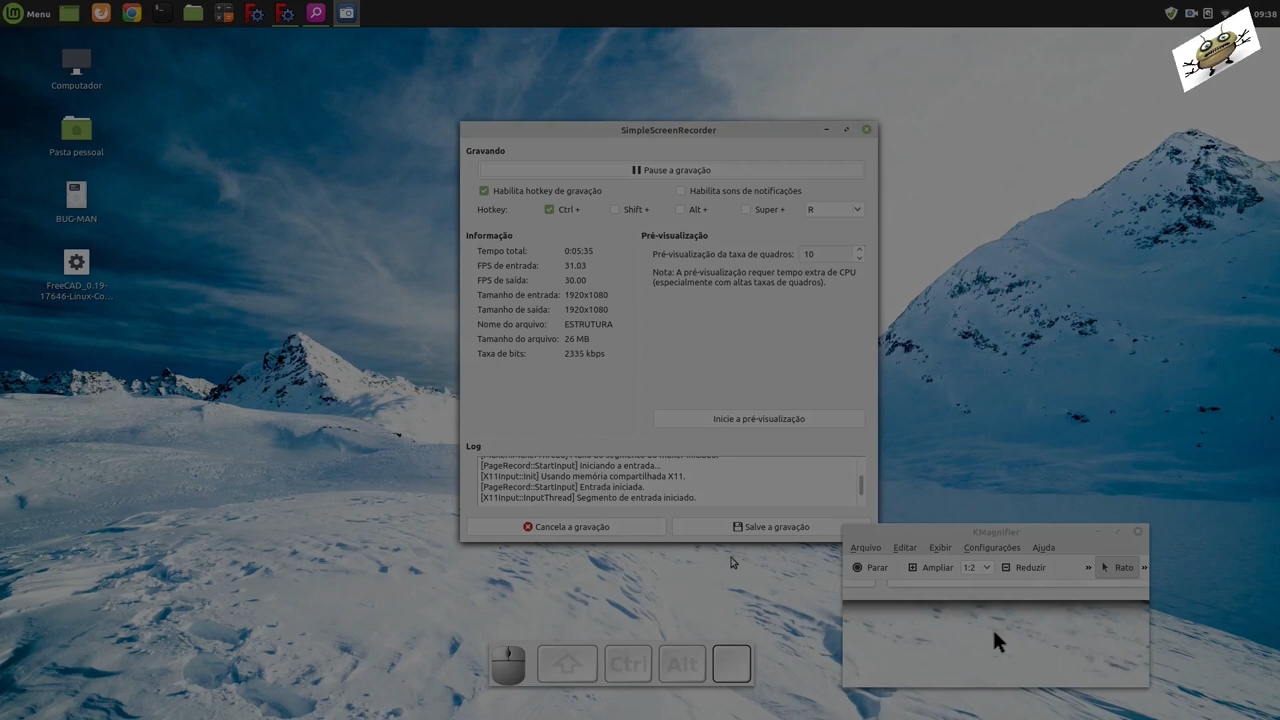 Menu
09:38
Computador
Pasta pessoal
BUG-MAN
FreeCAD_0.19-
17646-Linux-Co...
SimpleScreenRecorder
Gravando
Pause a gravação
Habilita hotkey de gravação
Habilita sons de notificações
Hotkey:
Ctrl +
Shift +
Alt +
Super +
R
Informação
Tempo total: 0:05:35
FPS de entrada: 31.03
FPS de saída: 30.00
Tamanho de entrada: 1920x1080
Tamanho de saída: 1920x1080
Nome do arquivo: ESTRUTURA
Tamanho do arquivo: 26 MB
Taxa de bits: 2335 kbps
Pré-visualização
Pré-visualização da taxa de quadros: 10
Nota: A pré-visualização requer tempo extra de CPU
(especialmente com altas taxas de quadros).
Inicie a pré-visualização
Log
[PageRecord::StartInput] Iniciando a entrada...
[X11Input::Init] Usando memória compartilhada X11.
[PageRecord::StartInput] Entrada iniciada.
[X11Input::InputThread] Segmento de entrada iniciado.
Cancela a gravação
Salve a gravação
KMagnifier
Arquivo
Editar
Exibir
Configurações
Ajuda
Parar
Ampliar
1:2
Reduzir
»
Rato
»
Ctrl
Alt